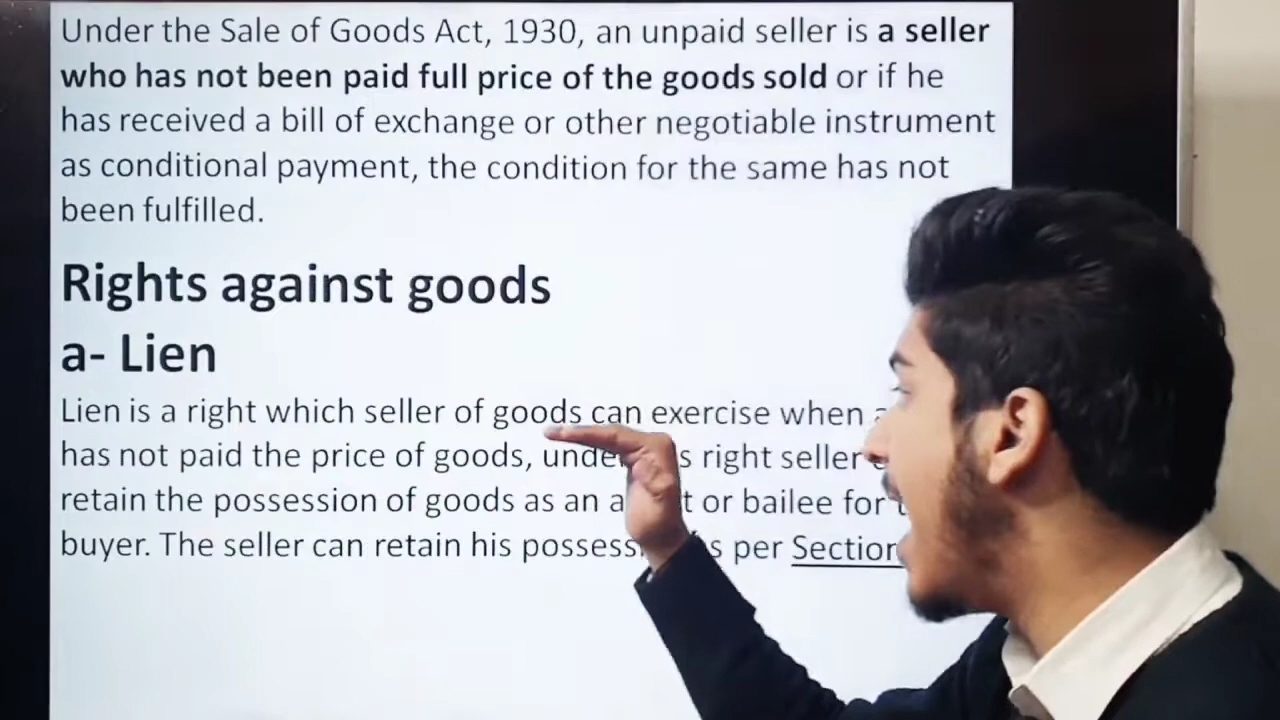 Under the Sale of Goods Act, 1930, an unpaid seller is a seller
who has not been paid full price of the goods sold or if he
has received a bill of exchange or other negotiable instrument
as conditional payment, the condition for the same has not
been fulfilled.
Rights against goods
a- Lien
Lien is a right which seller of goods can exercise when
has not paid the price of goods, right seller
retain the possession of goods as an or bailee for
buyer. The seller can retain his per Section